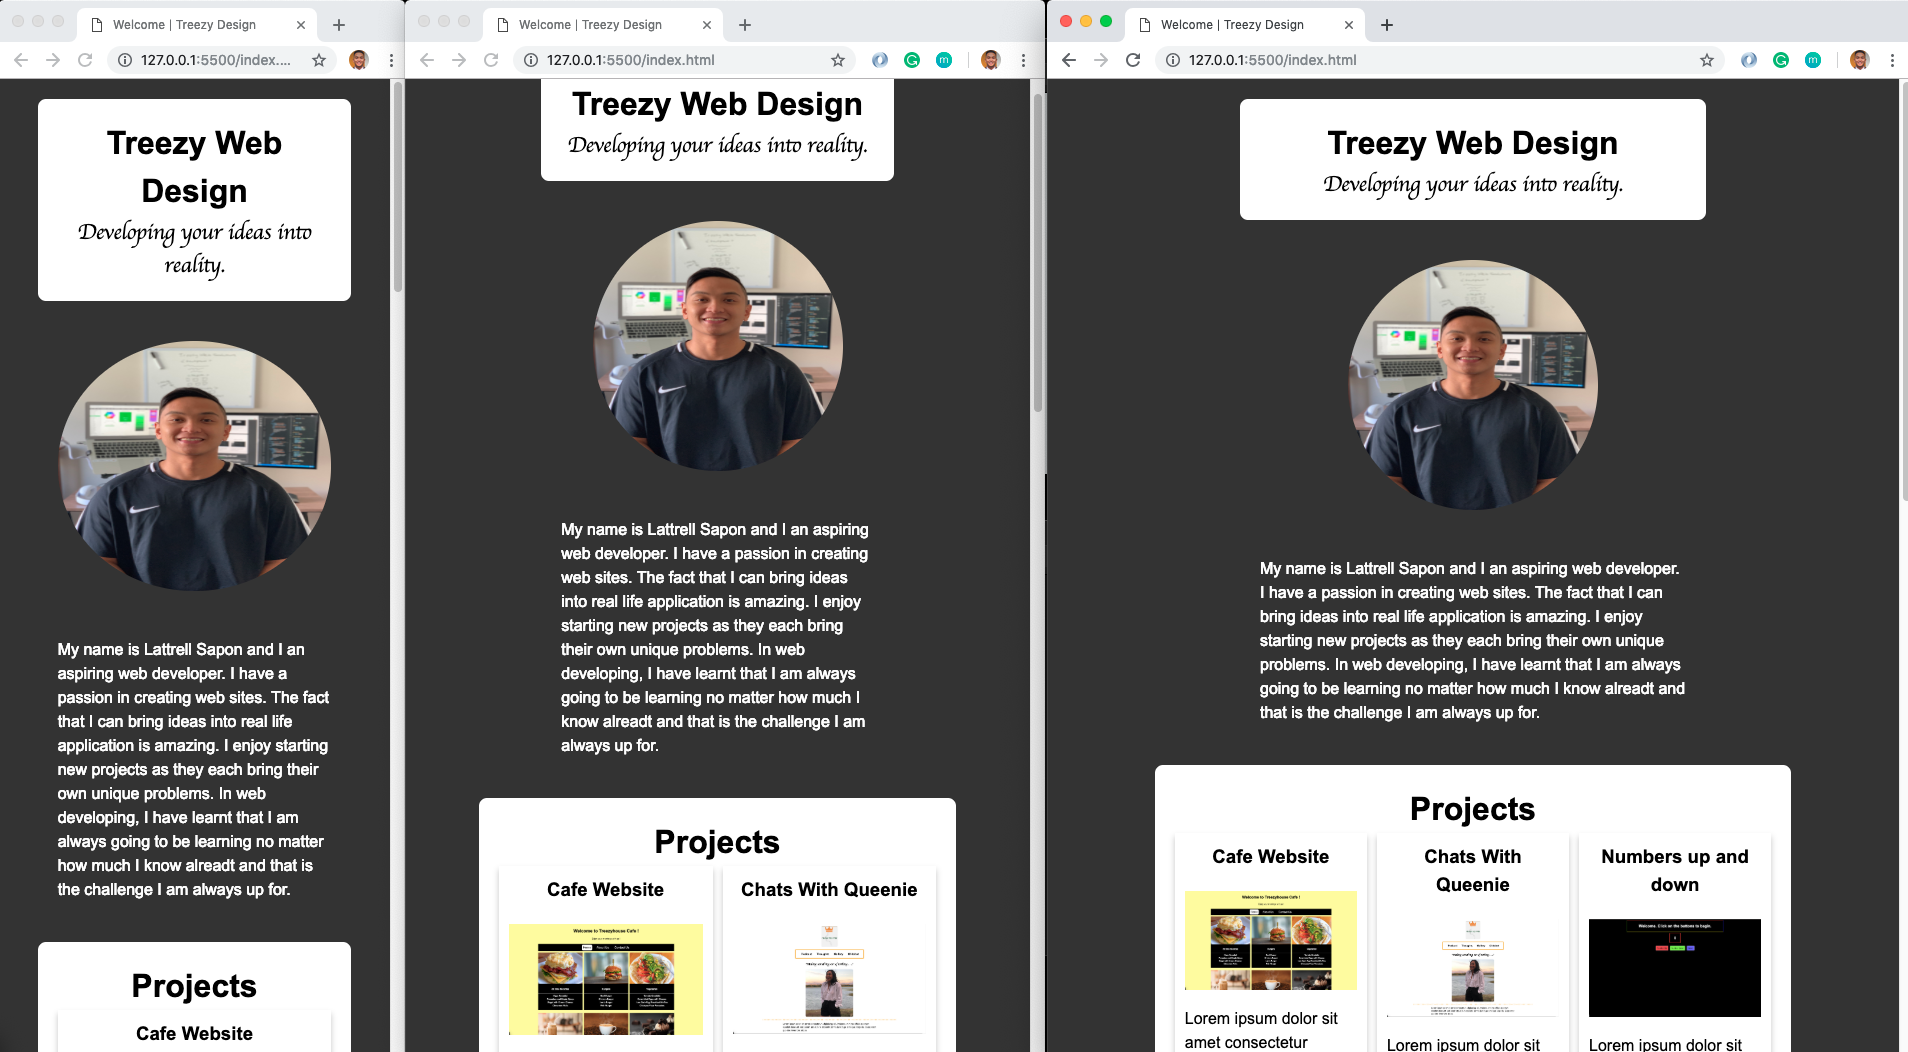 Welcome | Treezy Design
127.0.0.1:5500/index....
Treezy Web
Design
Developing your ideas into
reality.
My name is Lattrell Sapon and I an
aspiring web developer. I have a
passion in creating web sites. The fact
that I can bring ideas into real life
application is amazing. I enjoy starting
new projects as they each bring their
own unique problems. In web
developing, I have learnt that I am
always going to be learning no matter
how much I know alreadt and that is
the challenge I am always up for.
Projects
Cafe Website
Welcome | Treezy Design
127.0.0.1:5500/index.html
Treezy Web Design
Developing your ideas into reality.
My name is Lattrell Sapon and I an aspiring
web developer. I have a passion in creating
web sites. The fact that I can bring ideas
into real life application is amazing. I enjoy
starting new projects as they each bring
their own unique problems. In web
developing, I have learnt that I am always
going to be learning no matter how much I
know alreadt and that is the challenge I am
always up for.
Projects
Cafe Website
Welcome to Treezyhouse Cafe !
Chats With Queenie
Welcome | Treezy Design
127.0.0.1:5500/index.html
Treezy Web Design
Developing your ideas into reality.
My name is Lattrell Sapon and I an aspiring web developer.
I have a passion in creating web sites. The fact that I can
bring ideas into real life application is amazing. I enjoy
starting new projects as they each bring their own unique
problems. In web developing, I have learnt that I am always
going to be learning no matter how much I know alreadt and
that is the challenge I am always up for.
Projects
Cafe Website
Welcome to Treezyhouse Cafe !
Lorem ipsum dolor sit
amet consectetur
Chats With
Queenie
Lorem ipsum dolor sit
Numbers up and
down
Welcome. Click on the buttons to begin.
Lorem ipsum dolor sit